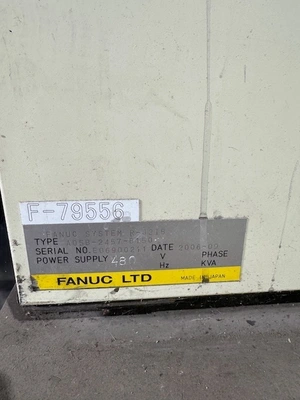 F-79556
FANUC SYSTEM
TYPE
SERIAL NO. DATE
POWER SUPPLY 480 V PHASE
Hz KVA
FANUC LTD MADE IN JAPAN